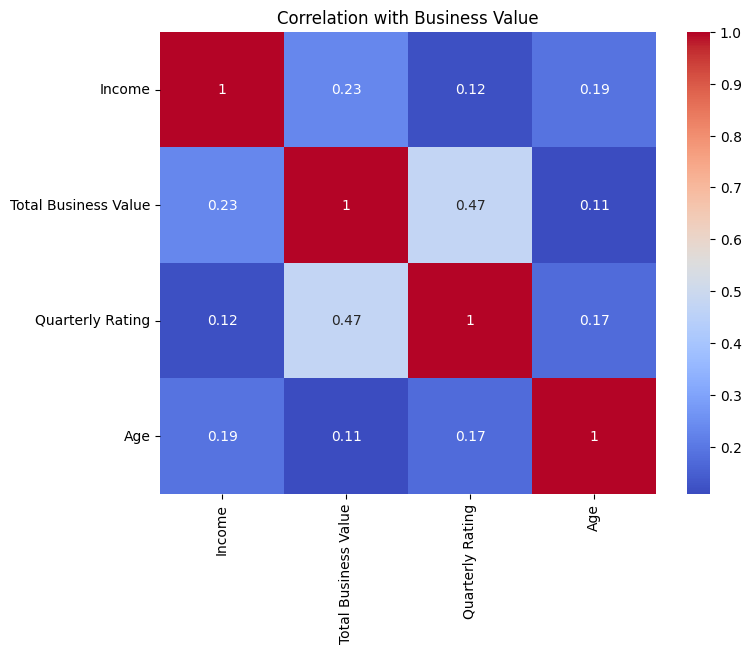 Correlation with Business Value
Income 1 0.23 0.12 0.19
Total Business Value 0.23 1 0.47 0.11
Quarterly Rating 0.12 0.47 1 0.17
Age 0.19 0.11 0.17 1
Income
Total Business Value
Quarterly Rating
Age
1.0
0.9
0.8
0.7
0.6
0.5
0.4
0.3
0.2